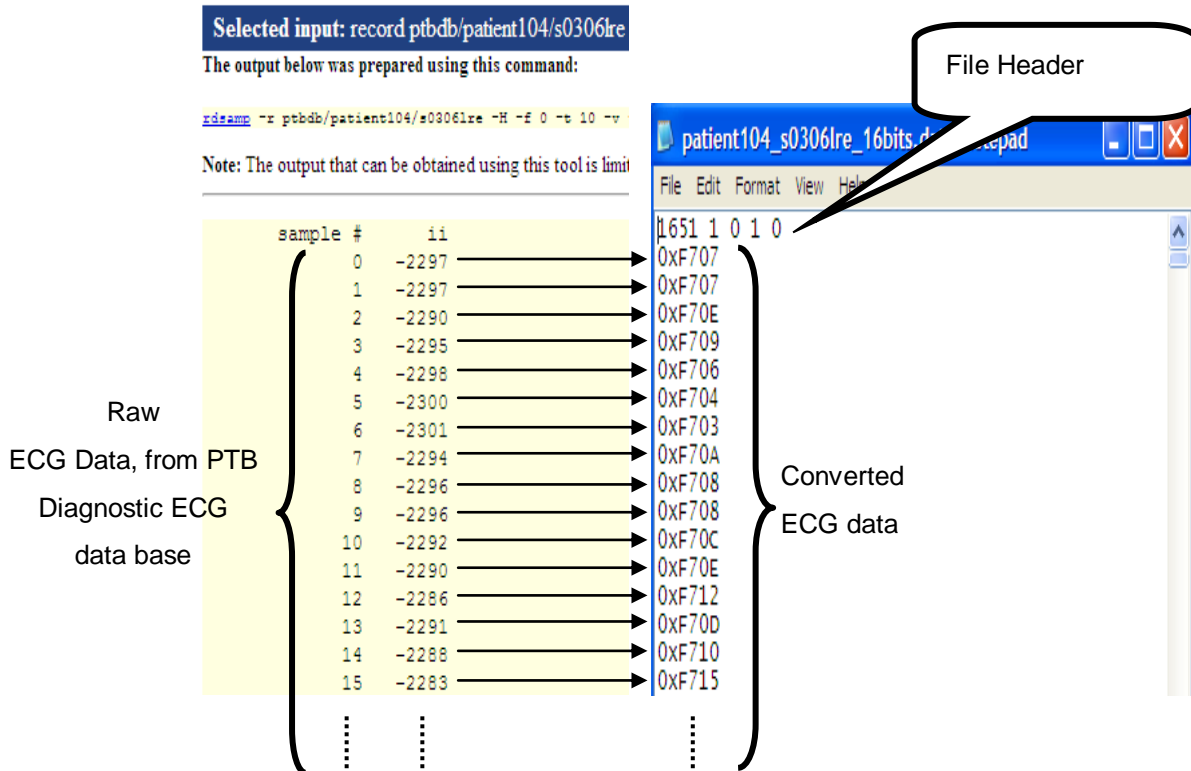 Selected input: record ptbdb/patient104/s0306lre
The output below was prepared using this command:
rdsamp -r ptbdb/patient104/s0306lre -H -f 0 -t 10 -v
Note: The output that can be obtained using this tool is limit
sample # ii
0 -2297
1 -2297
2 -2290
3 -2295
4 -2298
5 -2300
6 -2301
7 -2294
8 -2296
9 -2296
10 -2292
11 -2290
12 -2286
13 -2291
14 -2288
15 -2283
Raw
ECG Data, from PTB
Diagnostic ECG
data base
File Header
patient104_s0306lre_16bits.
File Edit Format View
1651 1 0 1 0
0xF707
0xF707
0xF70E
0xF709
0xF706
0xF704
0xF703
0xF70A
0xF708
0xF708
0xF70C
0xF70E
0xF712
0xF70D
0xF710
0xF715
Converted
ECG data